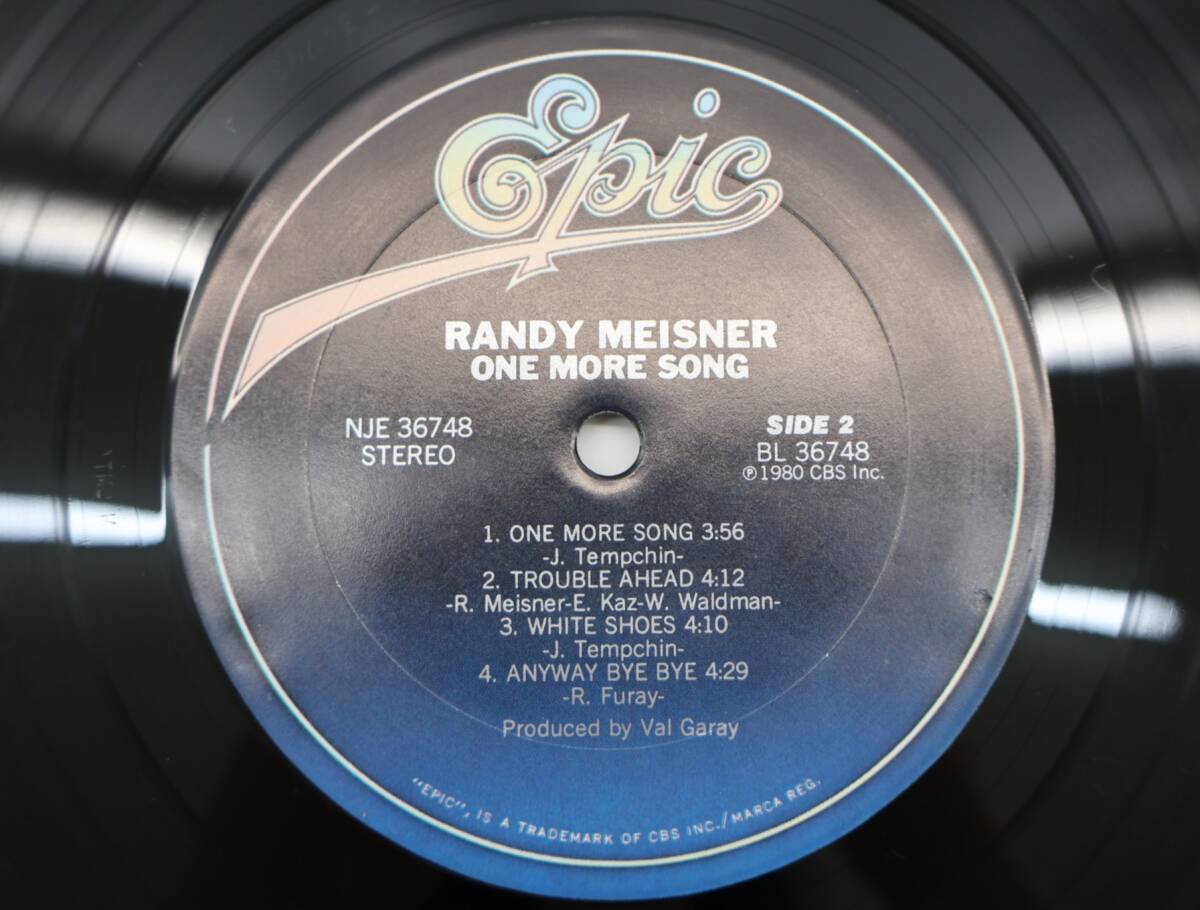 Epic
RANDY MEISNER
ONE MORE SONG
NJE 36748
STEREO
SIDE 2
BL 36748
℗1980 CBS Inc.
1. ONE MORE SONG 3:56
-J. Tempchin-
2. TROUBLE AHEAD 4:12
-R. Meisner-E. Kaz-W. Waldman-
3. WHITE SHOES 4:10
-J. Tempchin-
4. ANYWAY BYE BYE 4:29
-R. Furay-
Produced by Val Garay
"EPIC", IS A TRADEMARK OF CBS INC./MARCA REG.